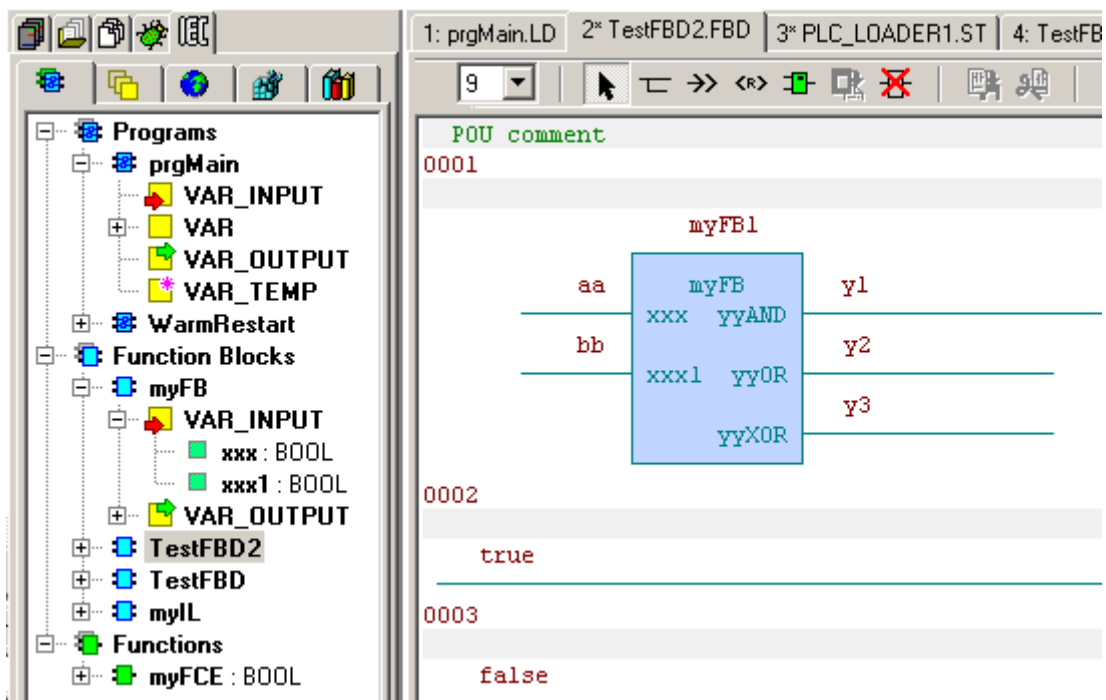 IEC
1: prgMain.LD
2* TestFBD2.FBD
3* PLC_LOADER1.ST
4: TestFB
9
<R>
Programs
prgMain
VAR_INPUT
VAR
VAR_OUTPUT
VAR_TEMP
WarmRestart
Function Blocks
myFB
VAR_INPUT
xxx : BOOL
xxx1 : BOOL
VAR_OUTPUT
TestFBD2
TestFBD
myIL
Functions
myFCE : BOOL
POU comment
0001
myFB1
aa
myFB
y1
xxx yyAND
bb
y2
xxx1 yyOR
y3
yyXOR
0002
true
0003
false